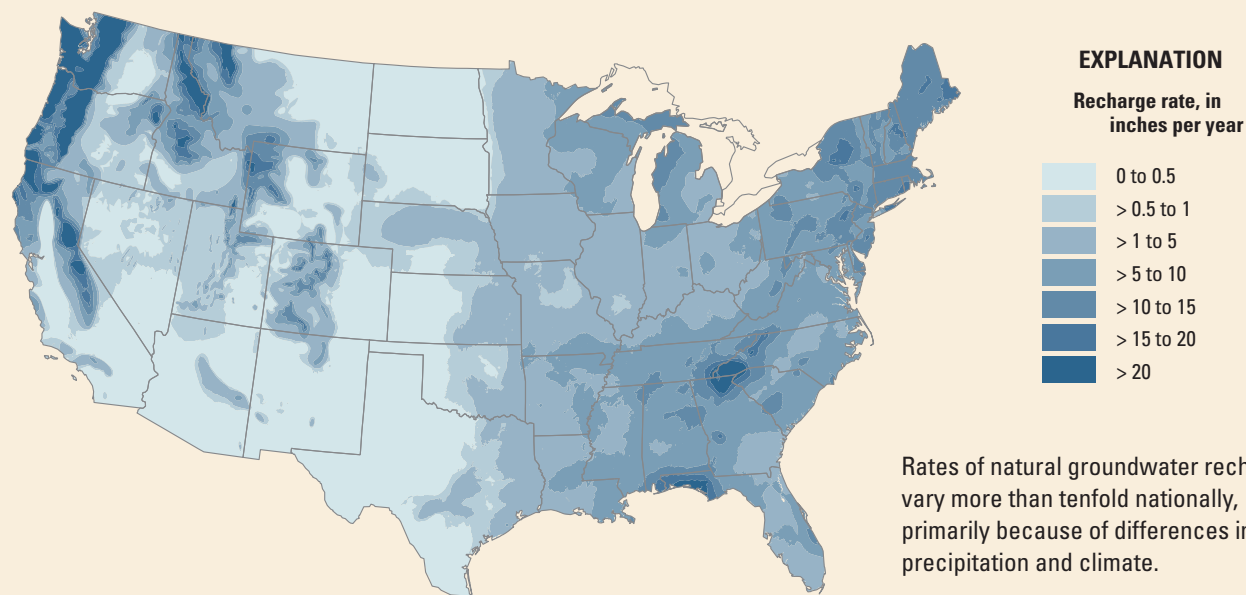 EXPLANATION
Recharge rate, in
inches per year
0 to 0.5
> 0.5 to 1
> 1 to 5
> 5 to 10
> 10 to 15
> 15 to 20
> 20
Rates of natural groundwater
vary more than tenfold nationally,
primarily because of differences in
precipitation and climate.